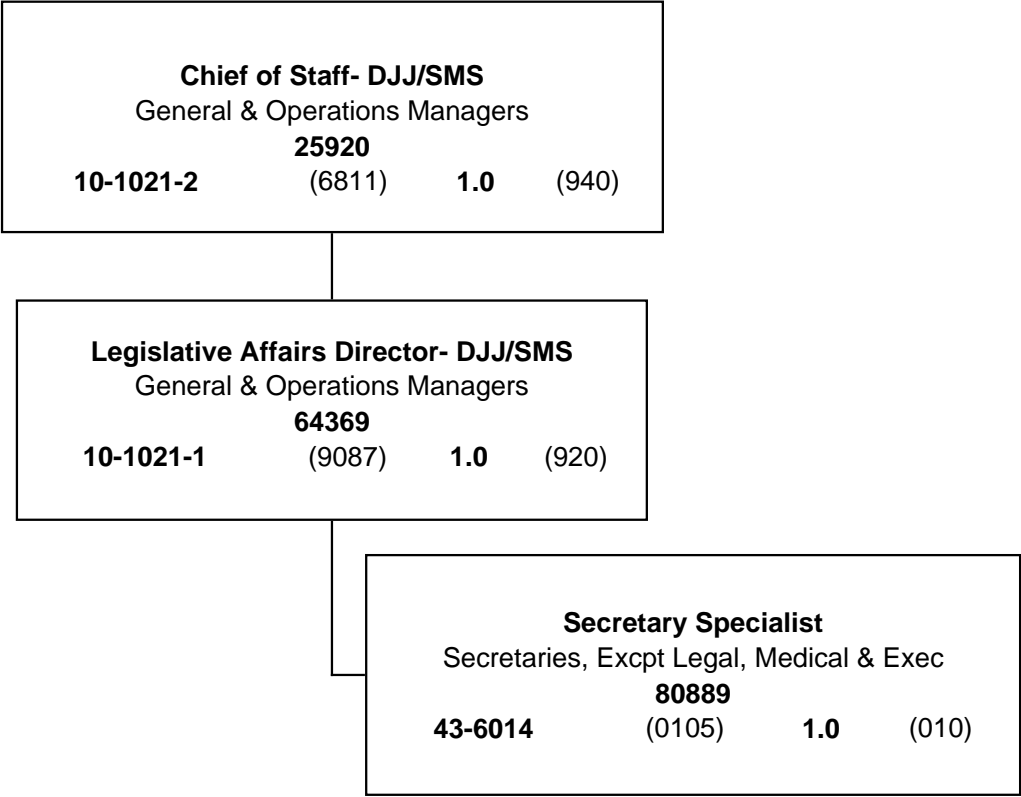 Chief of Staff- DJJ/SMS
General & Operations Managers
25920
10-1021-2 (6811) 1.0 (940)
Legislative Affairs Director- DJJ/SMS
General & Operations Managers
64369
10-1021-1 (9087) 1.0 (920)
Secretary Specialist
Secretaries, Excpt Legal, Medical & Exec
80889
43-6014 (0105) 1.0 (010)